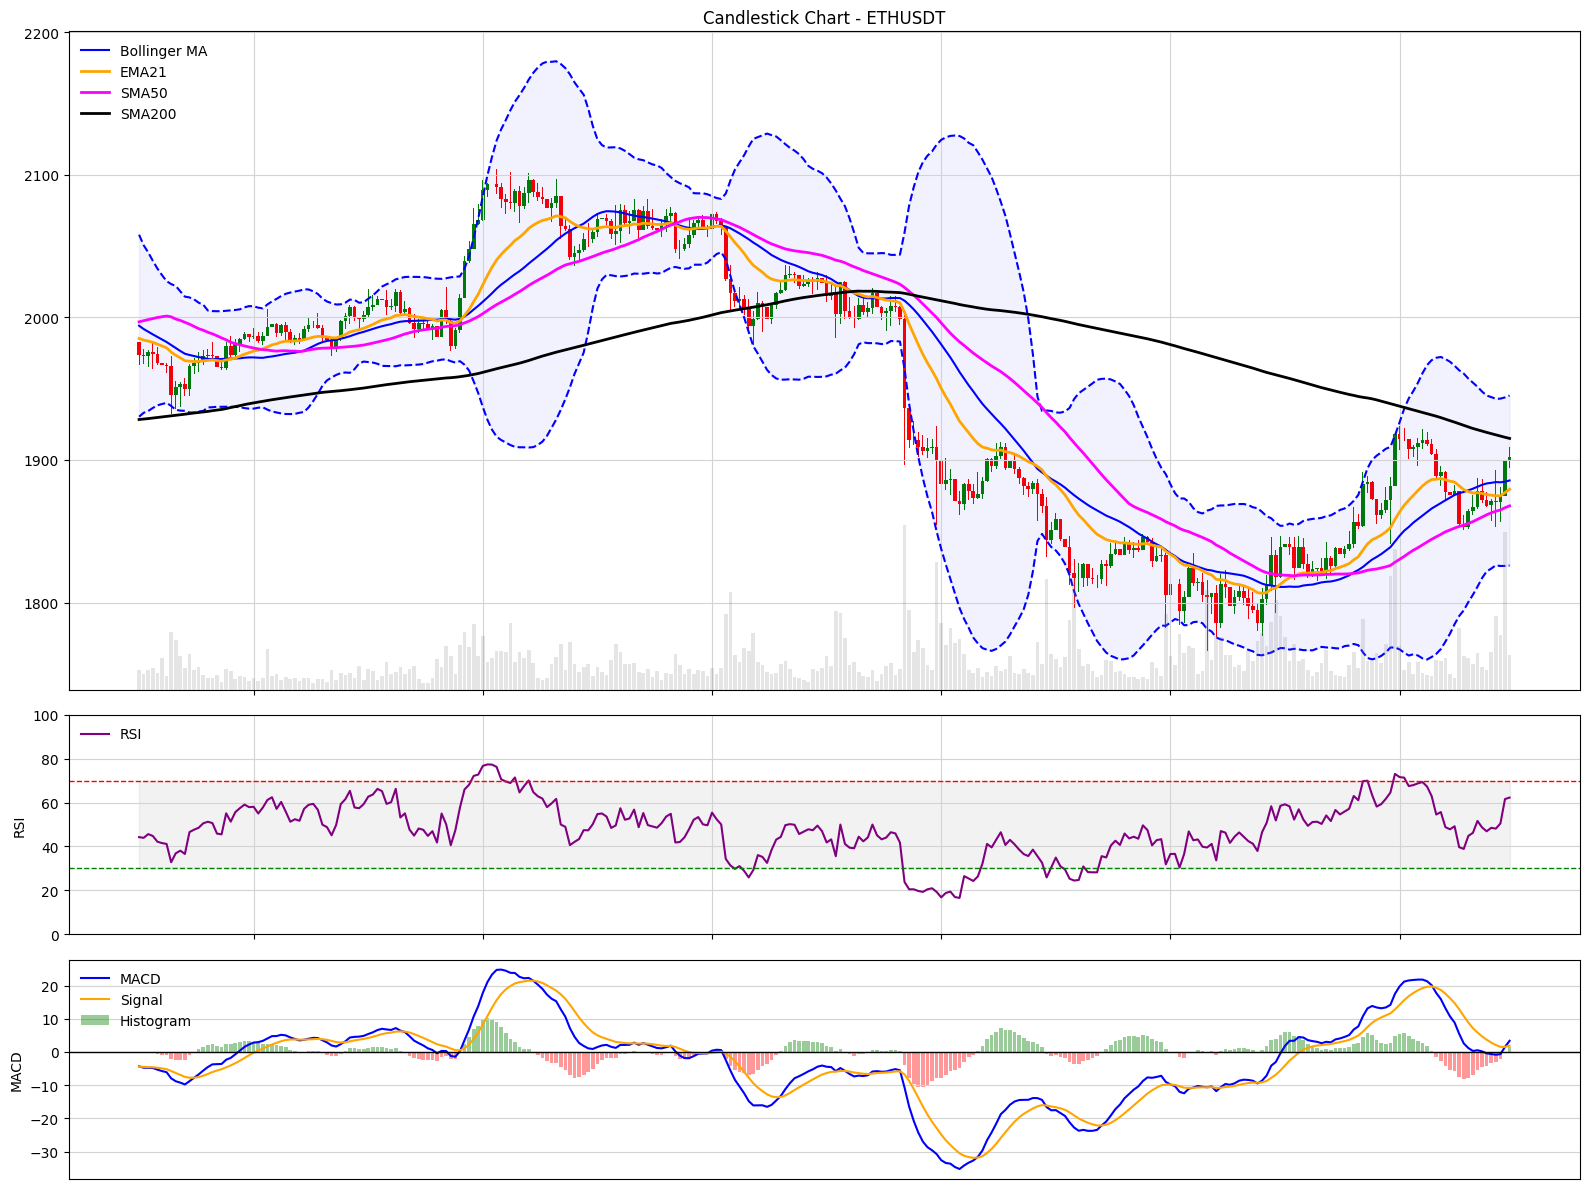 Candlestick Chart - ETHUSDT
2200
2100
2000
1900
1800
Bollinger MA
EMA21
SMA50
SMA200
100
80
60
40
20
0
RSI
RSI
20
10
0
−10
−20
−30
MACD
MACD
Signal
Histogram